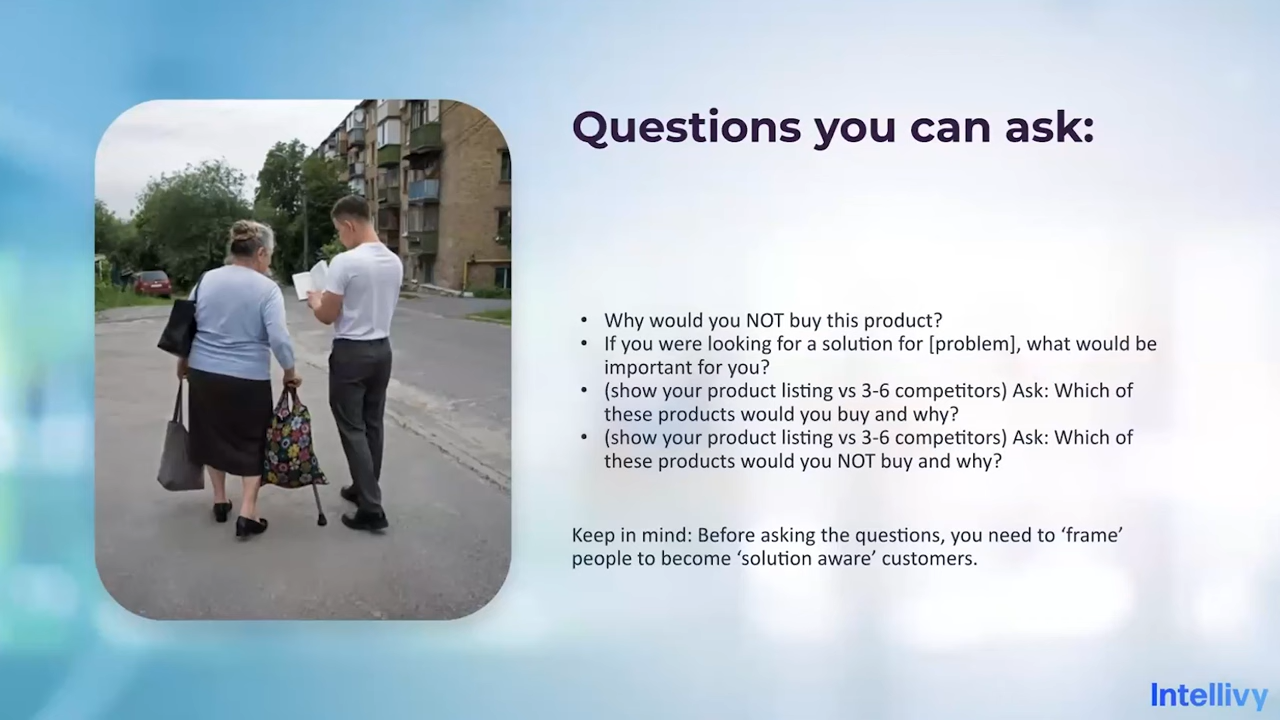 Questions you can ask:
• Why would you NOT buy this product?
• If you were looking for a solution for [problem], what would be
important for you?
• (show your product listing vs 3-6 competitors) Ask: Which of
these products would you buy and why?
• (show your product listing vs 3-6 competitors) Ask: Which of
these products would you NOT buy and why?
Keep in mind: Before asking the questions, you need to ‘frame’
people to become ‘solution aware’ customers.
Intellivy